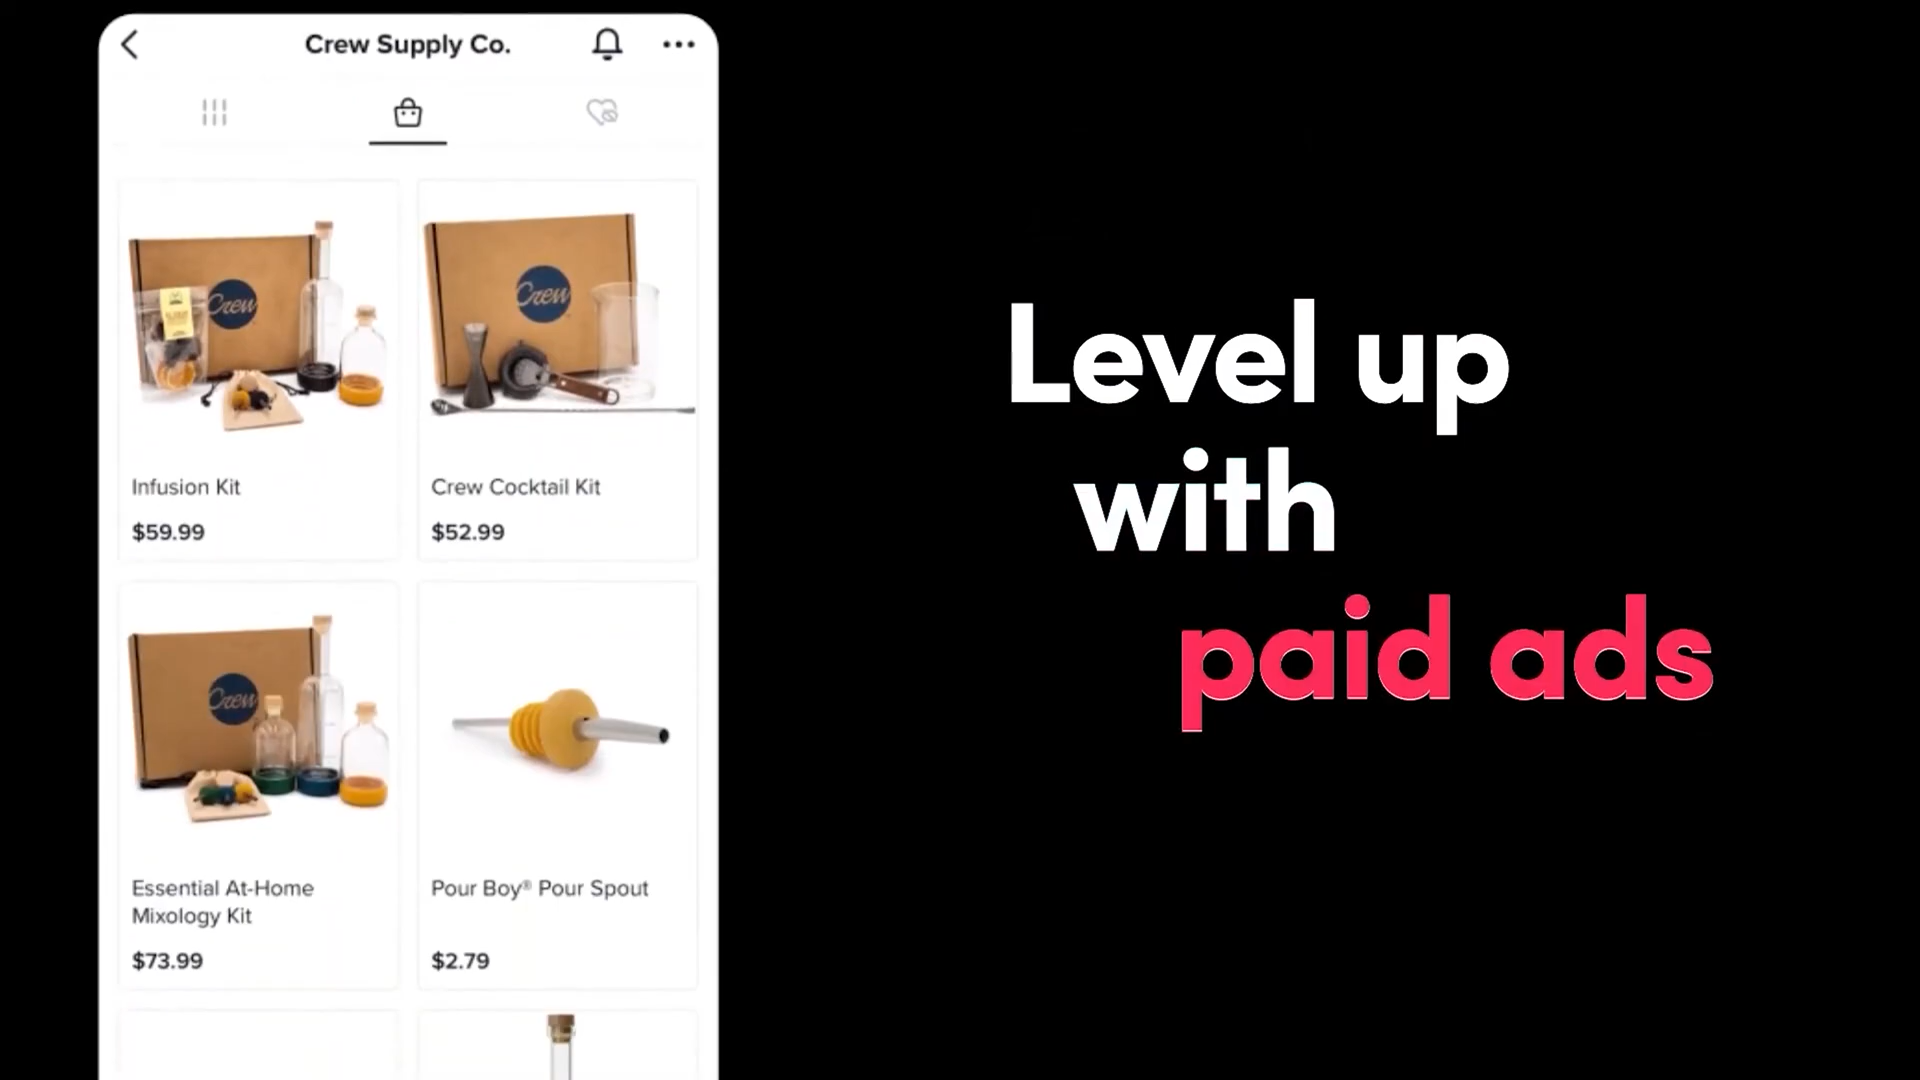 Crew Supply Co.
Crew
Crew
Infusion Kit
$59.99
Crew Cocktail Kit
$52.99
Crew
Essential At-Home
Mixology Kit
$73.99
Pour Boy® Pour Spout
$2.79
Level up
with
paid ads